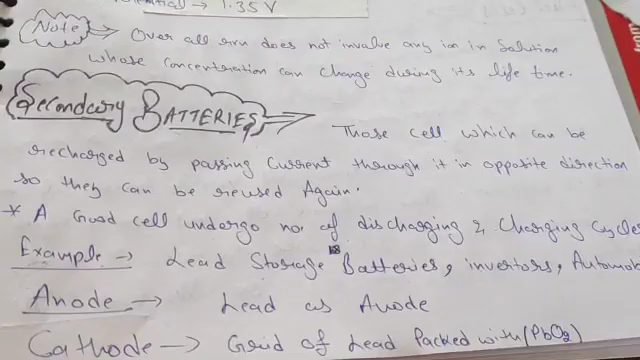 → 1.35 V
Note Over all rxn does not involve any ion in Solution
whose concentration can change during its life time.
Secondary BATTERIES
Those cell which can be
recharged by passing Current through it in opposite direction
so they can be reused Again.
* A Good cell undergo no of discharging & Charging Cycles
Example → Lead Storage Batteries, invertors, Automob
Anode → Lead as Anode
Cathode → Grid of Lead Packed with (PbO2)